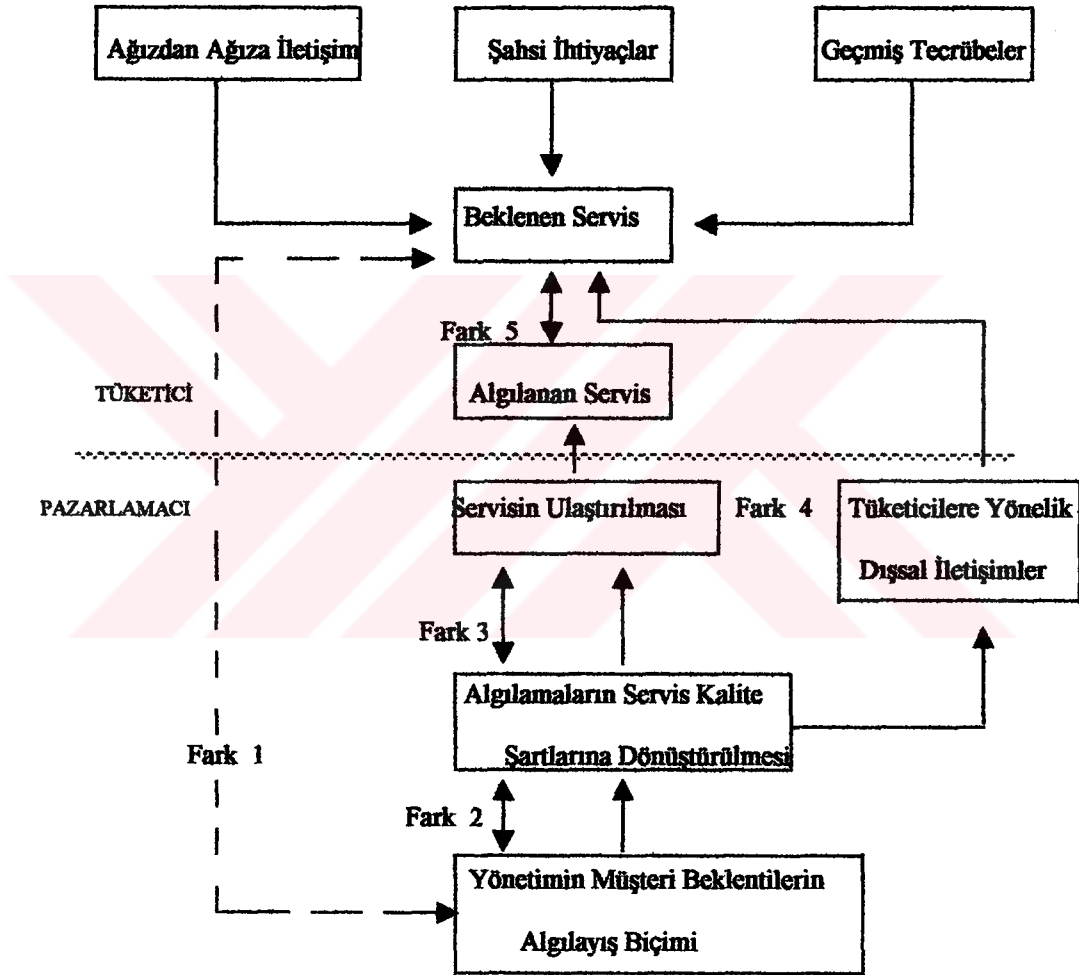 Ağızdan Ağıza İletişim
Şahsi İhtiyaçlar
Geçmiş Tecrübeler
Beklenen Servis
Fark 5
Algılanan Servis
TÜKETİCİ
PAZARLAMACI
Servisin Ulaştırılması
Fark 4
Tüketicilere Yönelik
Dışsal İletişimler
Fark 3
Algılamaların Servis Kalite
Şartlarına Dönüştürülmesi
Fark 1
Fark 2
Yönetimin Müşteri Beklentilerin
Algılayış Biçimi